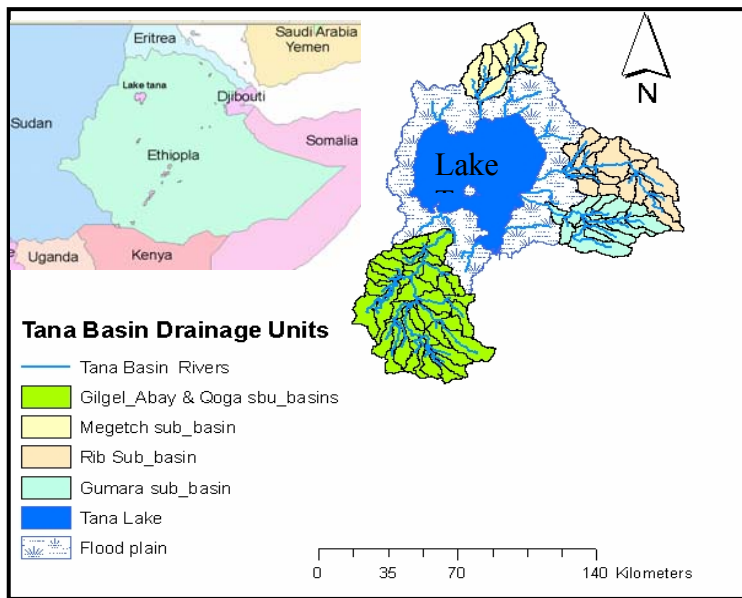 Saudi Arabia
Yemen
Eritrea
Lake tana
Djibouti
Sudan
Somalia
Ethiopla
Uganda
Kenya
N
Lake
Tana Basin Drainage Units
Tana Basin Rivers
Gilgel_Abay & Qoga sbu_basins
Megetch sub_basin
Rib Sub_basin
Gumara sub_basin
Tana Lake
Flood plain
0 35 70 140 Kilometers